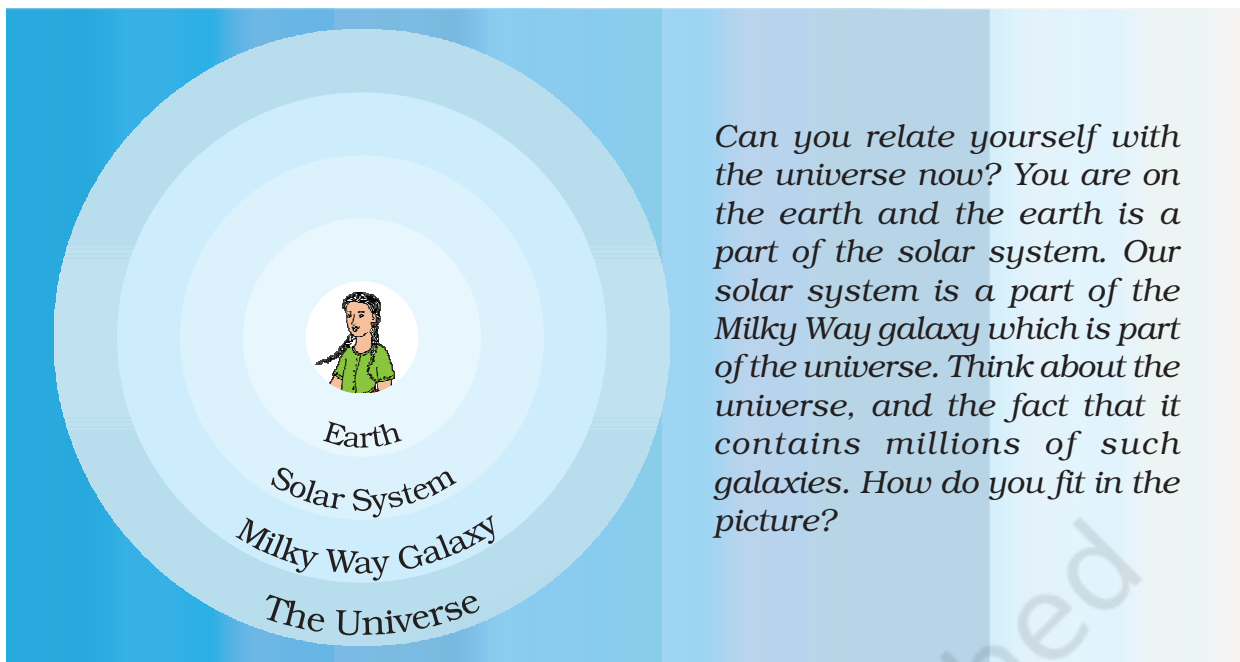 Earth
Solar System
Milky Way Galaxy
The Universe
Can you relate yourself with
the universe now? You are on
the earth and the earth is a
part of the solar system. Our
solar system is a part of the
Milky Way galaxy which is part
of the universe. Think about the
universe, and the fact that it
contains millions of such
galaxies. How do you fit in the
picture?
hed